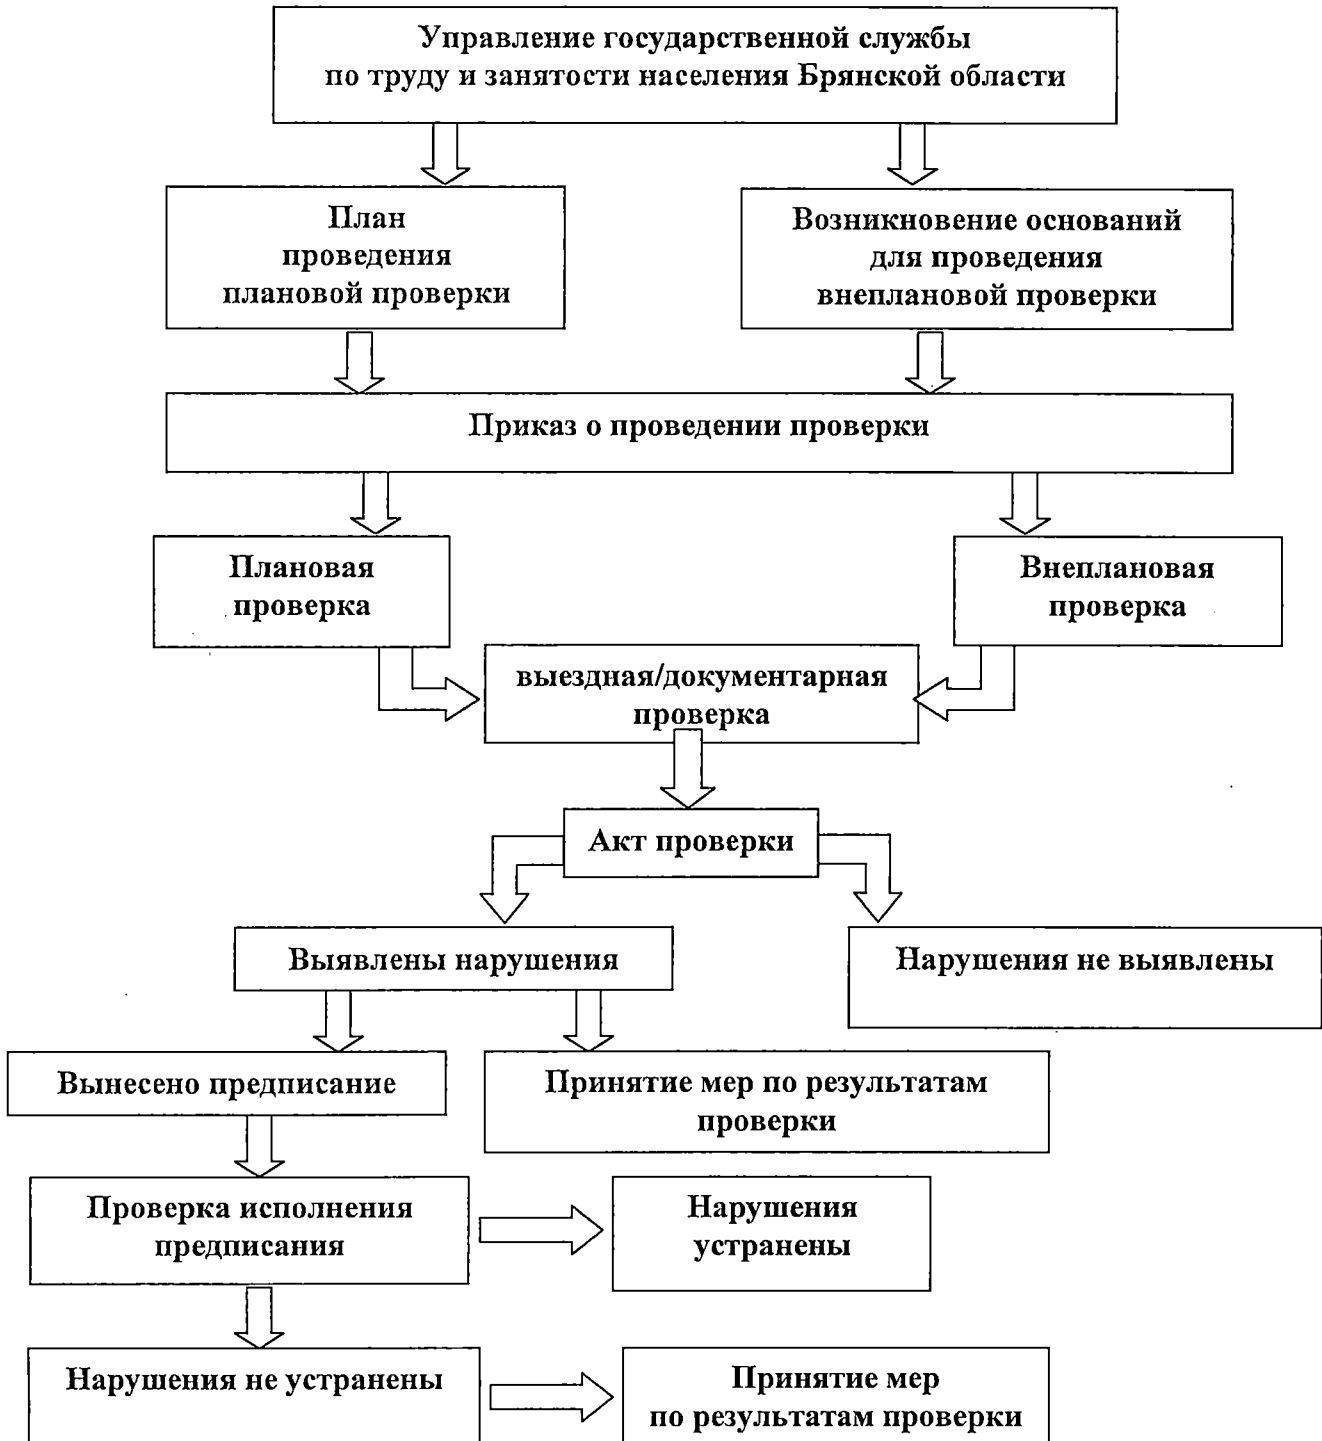 Управление государственной службы
по труду и занятости населения Брянской области
План
проведения
плановой проверки
Возникновение оснований
для проведения
внеплановой проверки
Приказ о проведении проверки
Плановая
проверка
Внеплановая
проверка
выездная/документарная
проверка
Акт проверки
Выявлены нарушения
Нарушения не выявлены
Вынесено предписание
Принятие мер по результатам
проверки
Проверка исполнения
предписания
Нарушения
устранены
Нарушения не устранены
Принятие мер
по результатам проверки